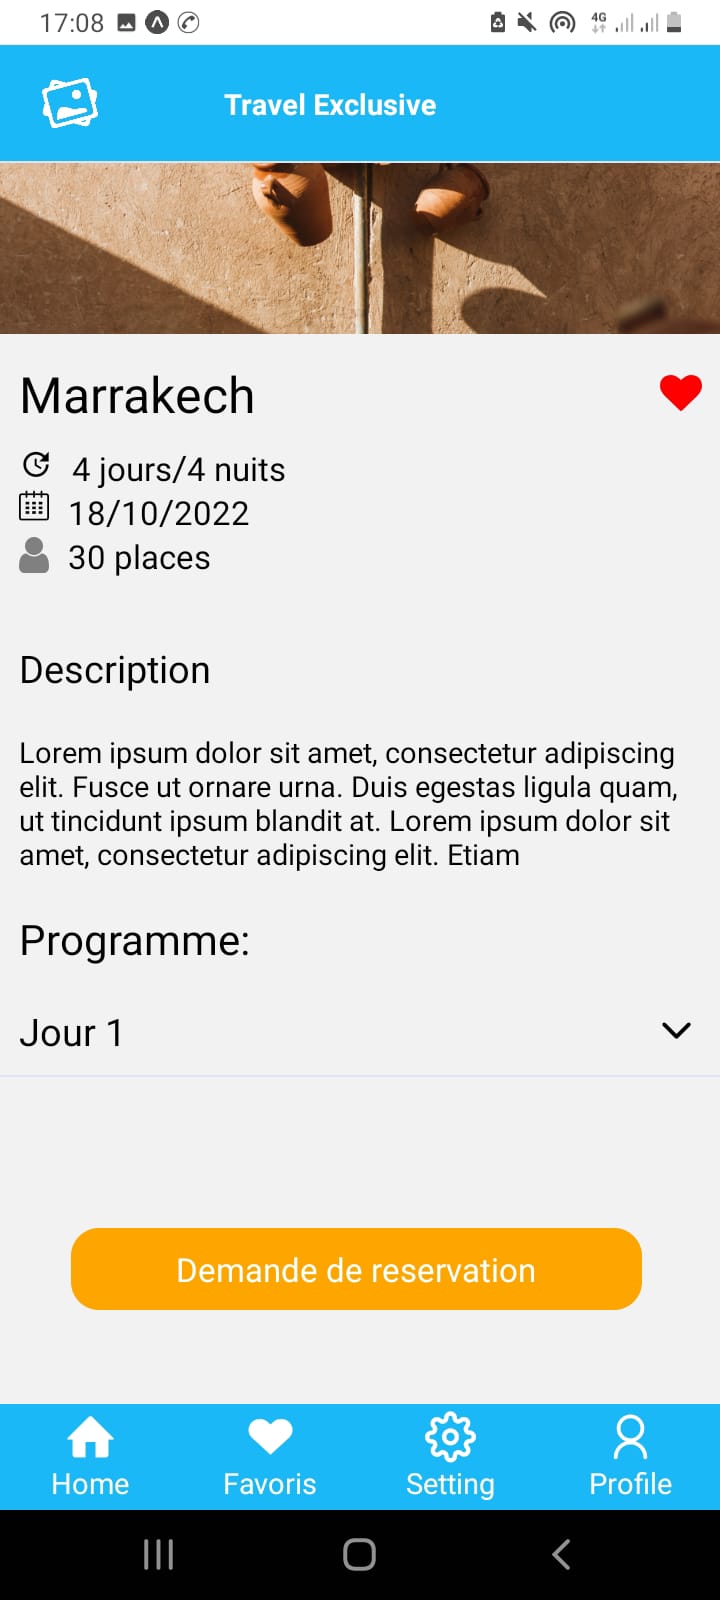 17:08
4G
Travel Exclusive
Marrakech
4 jours/4 nuits
18/10/2022
30 places
Description
Lorem ipsum dolor sit amet, consectetur adipiscing
elit. Fusce ut ornare urna. Duis egestas ligula quam,
ut tincidunt ipsum blandit at. Lorem ipsum dolor sit
amet, consectetur adipiscing elit. Etiam
Programme:
Jour 1
Demande de reservation
Home Favoris Setting Profile